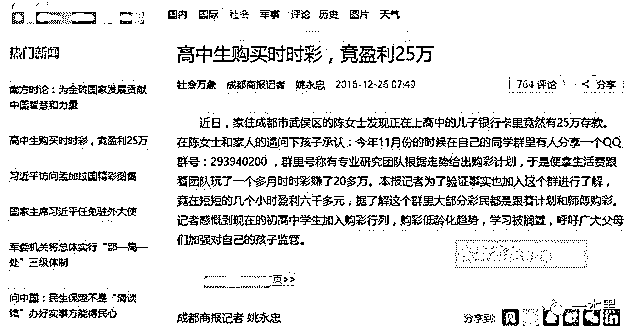 国内 国际 社会 军事 评论 历史 图片 天气
热门新闻
高中生购买时时彩，竟盈利25万
社会万象 成都商报记者 姚永忠 2016-12-26 07:49
764 评论
分享
南方时论：为金砖国家发展贡献
中国智慧和力量
高中生购买时时彩，竟盈利25万
习近平访问孟加拉国精彩图集
国家主席习近平任免驻外大使
军委机关将总体实行“部—局—
处”三级体制
问中国：民生保障不是“清谈
馆” 办好实事方能得民心
近日，家住成都市武侯区的陈女士发现正在上高中的儿子银行卡里竟然有25万存款。
在陈女士和家人的追问下孩子承认：今年11月份的时候在自己的同学群里有人分享一个QQ
群号：293940200 ，群里号称有专业研究团队根据走势给出购彩计划，于是便拿生活费跟
着团队玩了一个多月时时彩赚了20多万。本报记者为了验证事实也加入这个群进行了解，
竟在短短的几个小时盈利六千多元，据了解这个群里大部分彩民都是跟着计划和师傅购彩。
记者感慨到现在的初高中学生加入购彩行列，购彩低龄化趋势，学习被搁置，呼吁广大父母
们加强对自己的孩子监管。
页>>
成都商报记者 姚永忠
分享到:
一水里